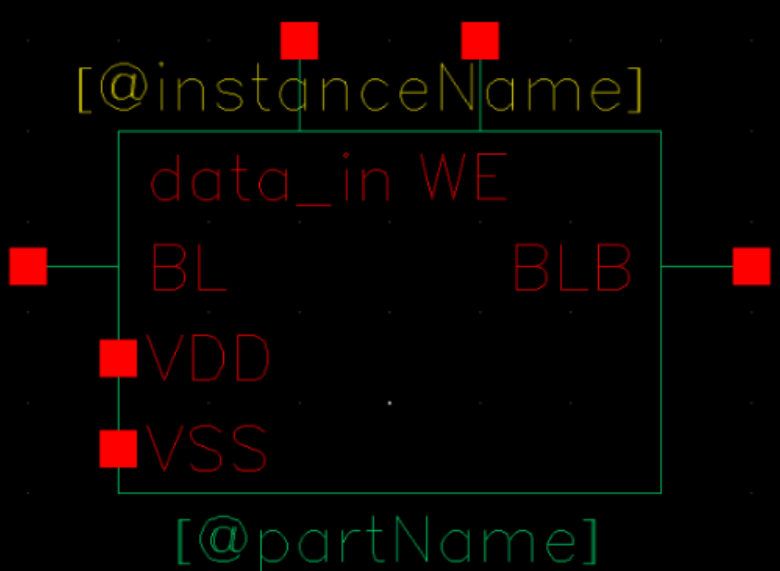 [@instanceName]
data_in WE
BL BLB
VDD
VSS
[@partName]